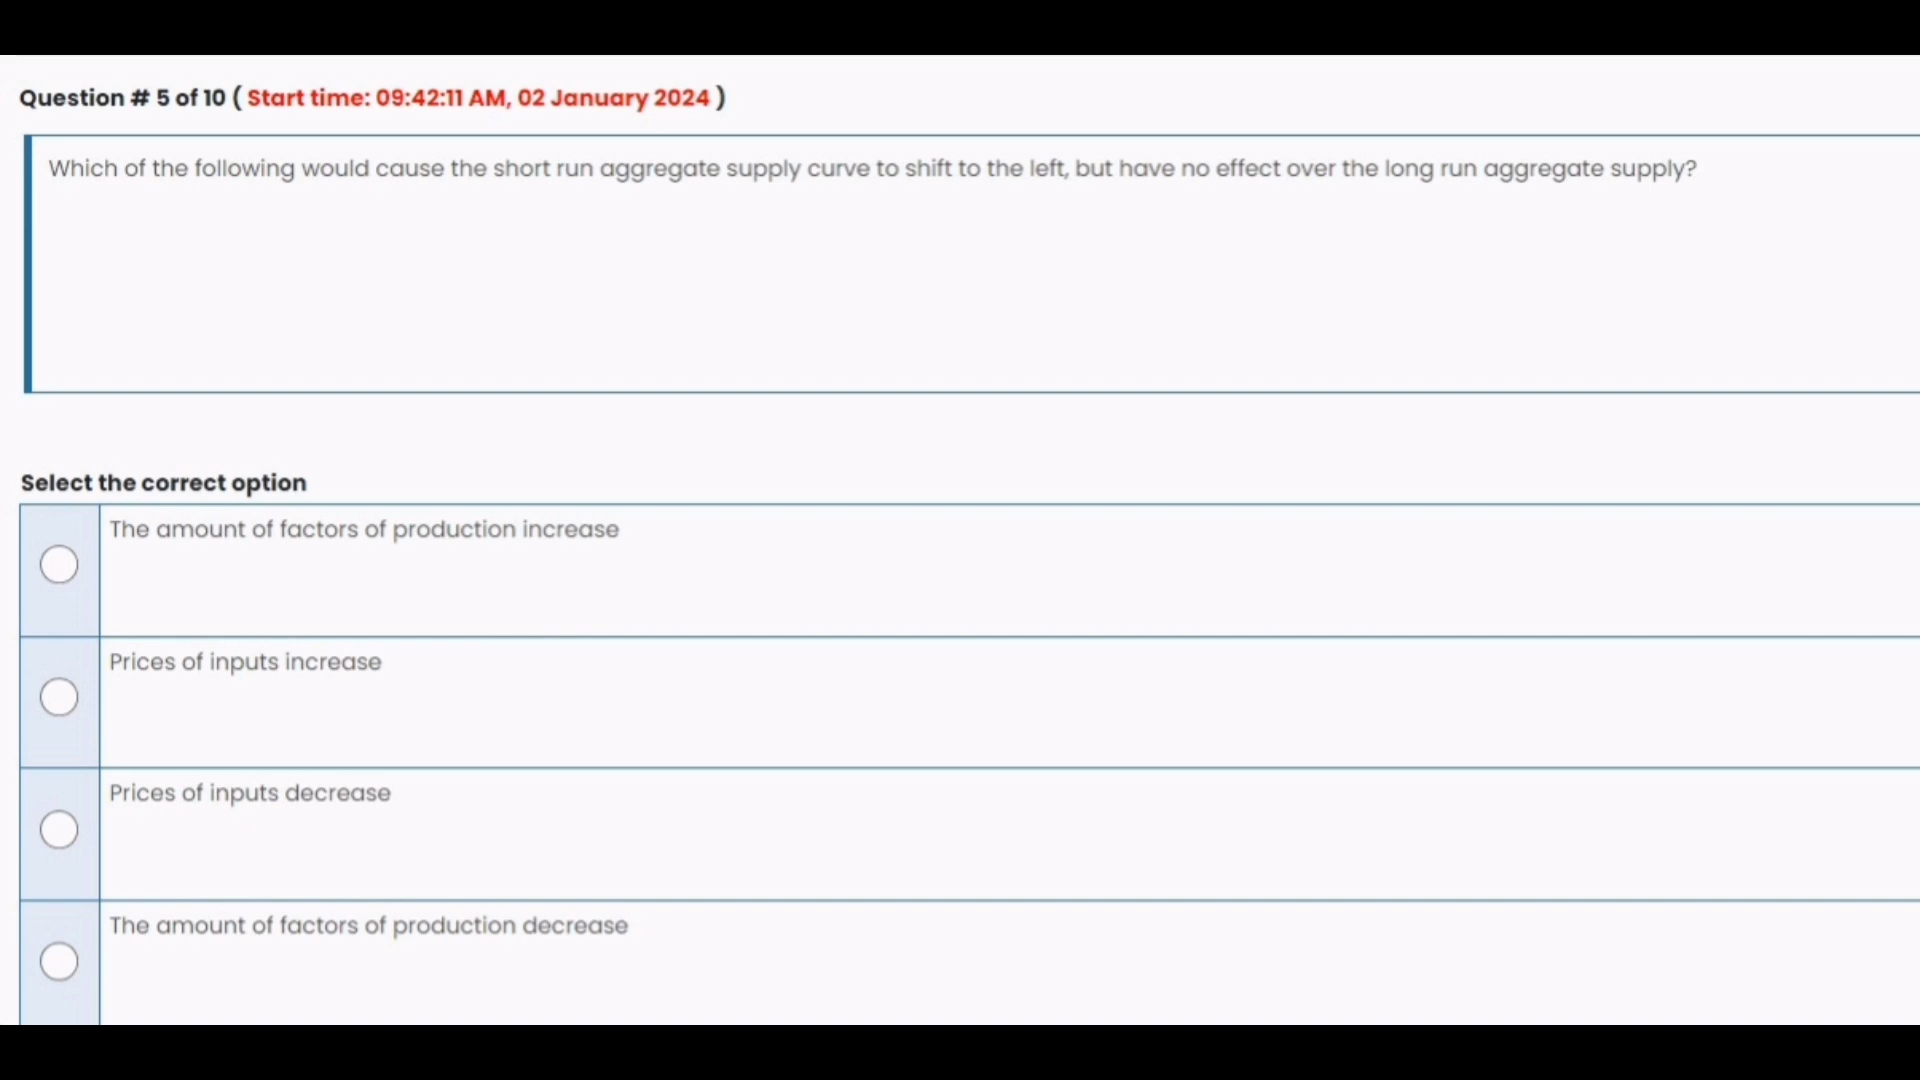 Question # 5 of 10 ( Start time: 09:42:11 AM, 02 January 2024 )
Which of the following would cause the short run aggregate supply curve to shift to the left, but have no effect over the long run aggregate supply?
Select the correct option
The amount of factors of production increase
Prices of inputs increase
Prices of inputs decrease
The amount of factors of production decrease